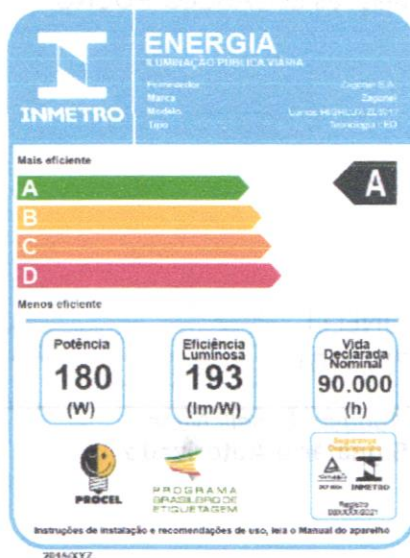 INMETRO
ENERGIA
ILUMINAÇÃO PÚBLICA VIÁRIA
Fornecedor
Marca Zagonel
Modelo
Tipo
Mais eficiente
A A
B
C
D
Menos eficiente
Potência
180
(W)
Eficiência
Luminosa
193
(lm/W)
Vida
Declarada
Nominal
90.000
(h)
PROCEL
PROGRAMA
BRASILEIRO DE
ETIQUETAGEM
Segurança
INMETRO
Registro
Instruções de instalação e recomendações de uso, leia o Manual do aparelho